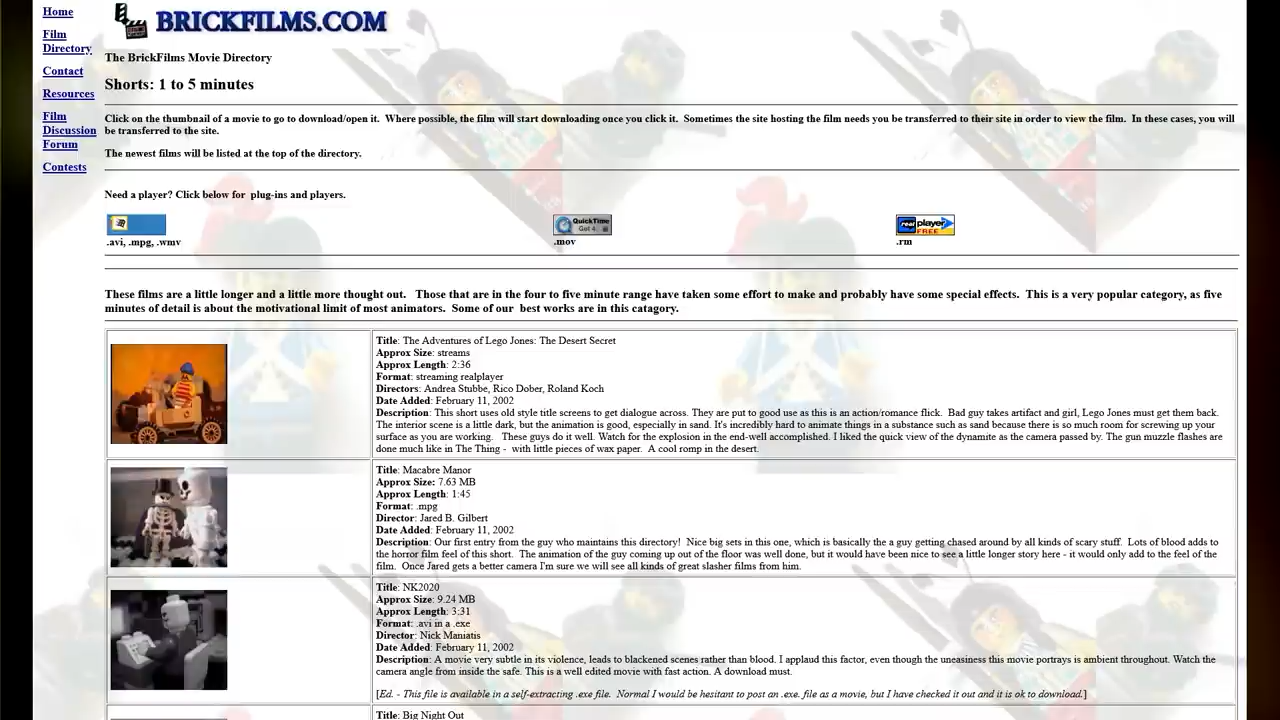 Home
Film
Directory
Contact
Resources
Film
Discussion
Forum
Contests
BRICKFILMS.COM
The BrickFilms Movie Directory
Shorts: 1 to 5 minutes
Click on the thumbnail of a movie to go to download/open it.  Where possible, the film will start downloading once you click it.  Sometimes the site hosting the film needs you be transferred to their site in order to view the film.  In these cases, you will
be transferred to the site.
The newest films will be listed at the top of the directory.
Need a player? Click below for  plug-ins and players.
QuickTime
Get 4
real player
FREE
.avi, .mpg, .wmv
.mov
.rm
These films are a little longer and a little more thought out.   Those that are in the four to five minute range have taken some effort to make and probably have some special effects.  This is a very popular category, as five
minutes of detail is about the motivational limit of most animators.  Some of our  best works are in this catagory.
Title: The Adventures of Lego Jones: The Desert Secret
Approx Size: streams
Approx Length: 2:36
Format: streaming realplayer
Directors: Andrea Stubbe, Rico Dober, Roland Koch
Date Added: February 11, 2002
Description: This short uses old style title screens to get dialogue across. They are put to good use as this is an action/romance flick.  Bad guy takes artifact and girl, Lego Jones must get them back.
The interior scene is a little dark, but the animation is good, especially in sand. It's incredibly hard to animate things in a substance such as sand because there is so much room for screwing up your
surface as you are working.   These guys do it well. Watch for the explosion in the end-well accomplished. I liked the quick view of the dynamite as the camera passed by. The gun muzzle flashes are
done much like in The Thing -  with little pieces of wax paper.  A cool romp in the desert.
Title: Macabre Manor
Approx Size: 7.63 MB
Approx Length: 1:45
Format: .mpg
Director: Jared B. Gilbert
Date Added: February 11, 2002
Description: Our first entry from the guy who maintains this directory!  Nice big sets in this one, which is basically the a guy getting chased around by all kinds of scary stuff.  Lots of blood adds to
the horror film feel of this short.  The animation of the guy coming up out of the floor was well done, but it would have been nice to see a little longer story here - it would only add to the feel of the
film.  Once Jared gets a better camera I'm sure we will see all kinds of great slasher films from him.
Title: NK2020
Approx Size: 9.24 MB
Approx Length: 3:31
Format: .avi in a .exe
Director: Nick Maniatis
Date Added: February 11, 2002
Description: A movie very subtle in its violence, leads to blackened scenes rather than blood. I applaud this factor, even though the uneasiness this movie portrays is ambient throughout. Watch the
camera angle from inside the safe. This is a well edited movie with fast action. A download must.
[Ed. - This file is available in a self-extracting .exe file.  Normal I would be hesitant to post an .exe. file as a movie, but I have checked it out and it is ok to download.]
Title: Big Night Out